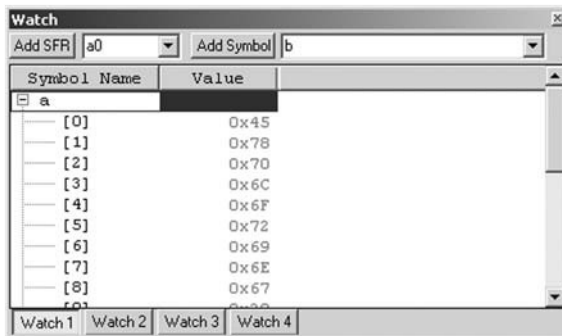 Watch
Add SFR a0 Add Symbol b
Symbol Name Value
a
[0] 0x45
[1] 0x78
[2] 0x70
[3] 0x6C
[4] 0x6F
[5] 0x72
[6] 0x69
[7] 0x6E
[8] 0x67
Watch 1 Watch 2 Watch 3 Watch 4